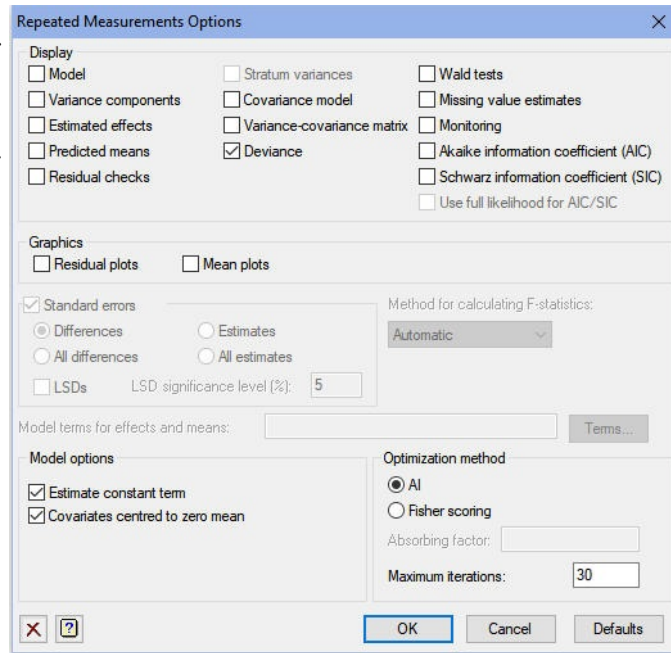 Repeated Measurements Options
Display
Model
Stratum variances
Wald tests
Variance components
Covariance model
Missing value estimates
Estimated effects
Variance-covariance matrix
Monitoring
Predicted means
Deviance
Akaike information coefficient (AIC)
Residual checks
Schwarz information coefficient (SIC)
Use full likelihood for AIC/SIC
Graphics
Residual plots
Mean plots
Standard errors
Method for calculating F-statistics:
Differences
Estimates
Automatic
All differences
All estimates
LSDs
LSD significance level (%):
5
Model terms for effects and means:
Terms...
Model options
Estimate constant term
Covariates centred to zero mean
Optimization method
AI
Fisher scoring
Absorbing factor:
Maximum iterations:
30
OK
Cancel
Defaults